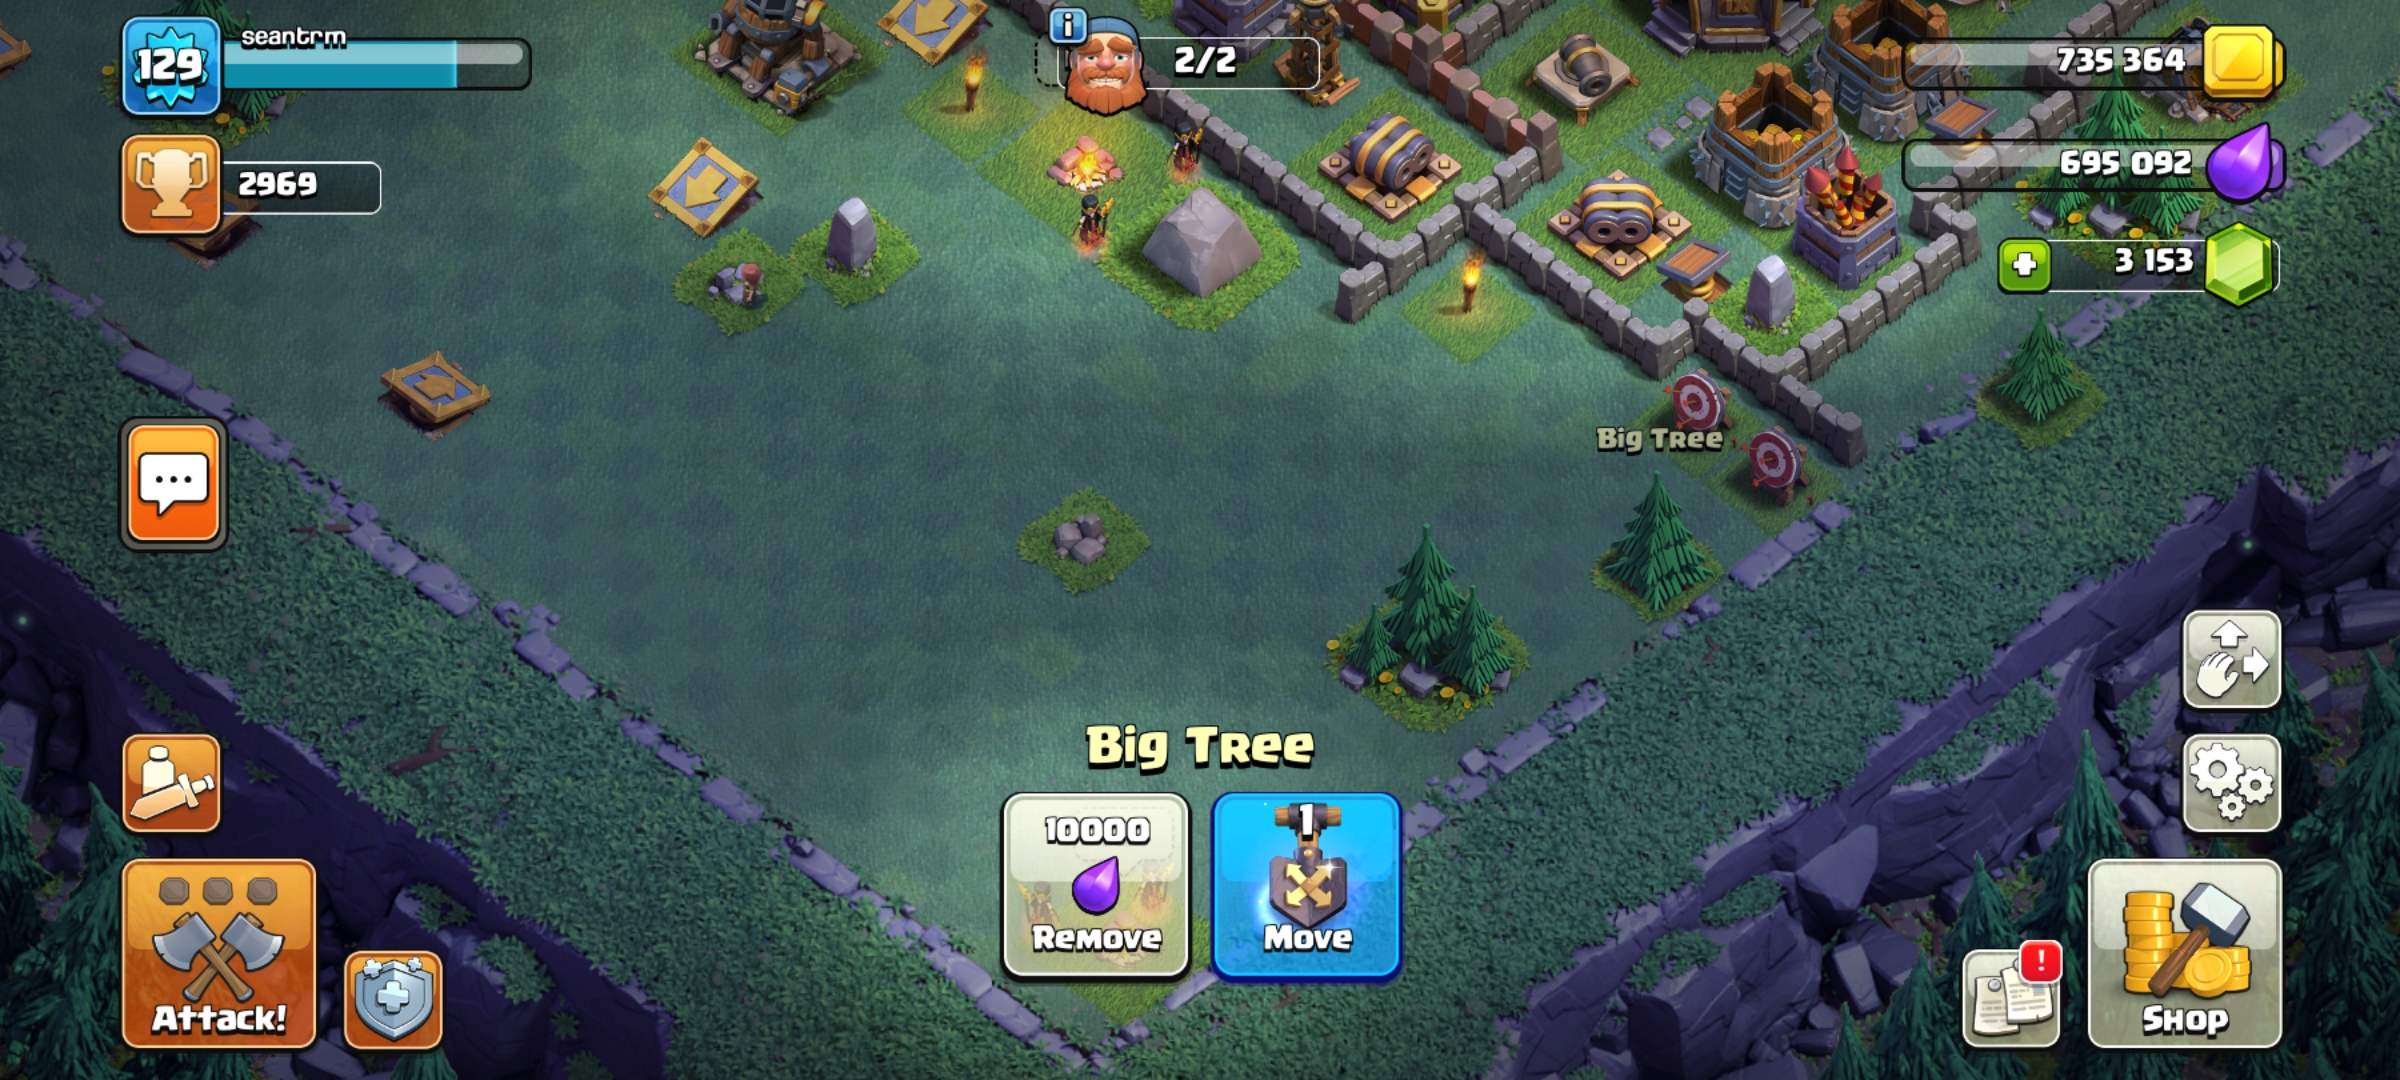 129
seantrm
2/2
735 364
2969
695 092
3 153
Big Tree
Big Tree
10000
Remove
1
Move
Attack!
!
Shop